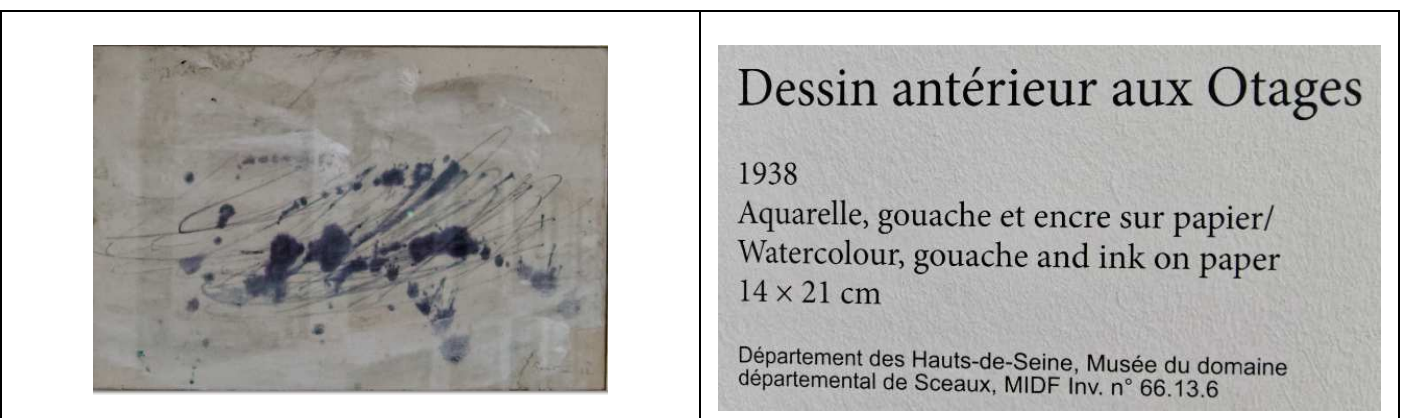 Dessin antérieur aux Otages
1938
Aquarelle, gouache et encre sur papier/
Watercolour, gouache and ink on paper
14 × 21 cm
Département des Hauts-de-Seine, Musée du domaine
départemental de Sceaux, MIDF Inv. n° 66.13.6